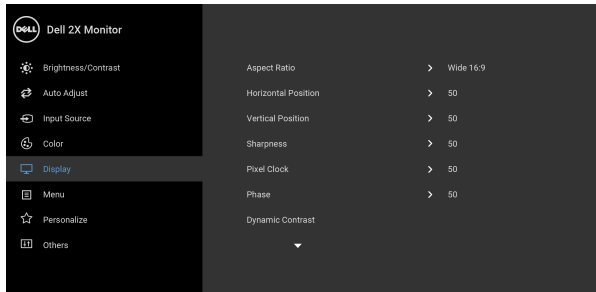 DELL Dell 2X Monitor
Brightness/Contrast
Auto Adjust
Input Source
Color
Display
Menu
Personalize
Others
Aspect Ratio Wide 16:9
Horizontal Position 50
Vertical Position 50
Sharpness 50
Pixel Clock 50
Phase 50
Dynamic Contrast